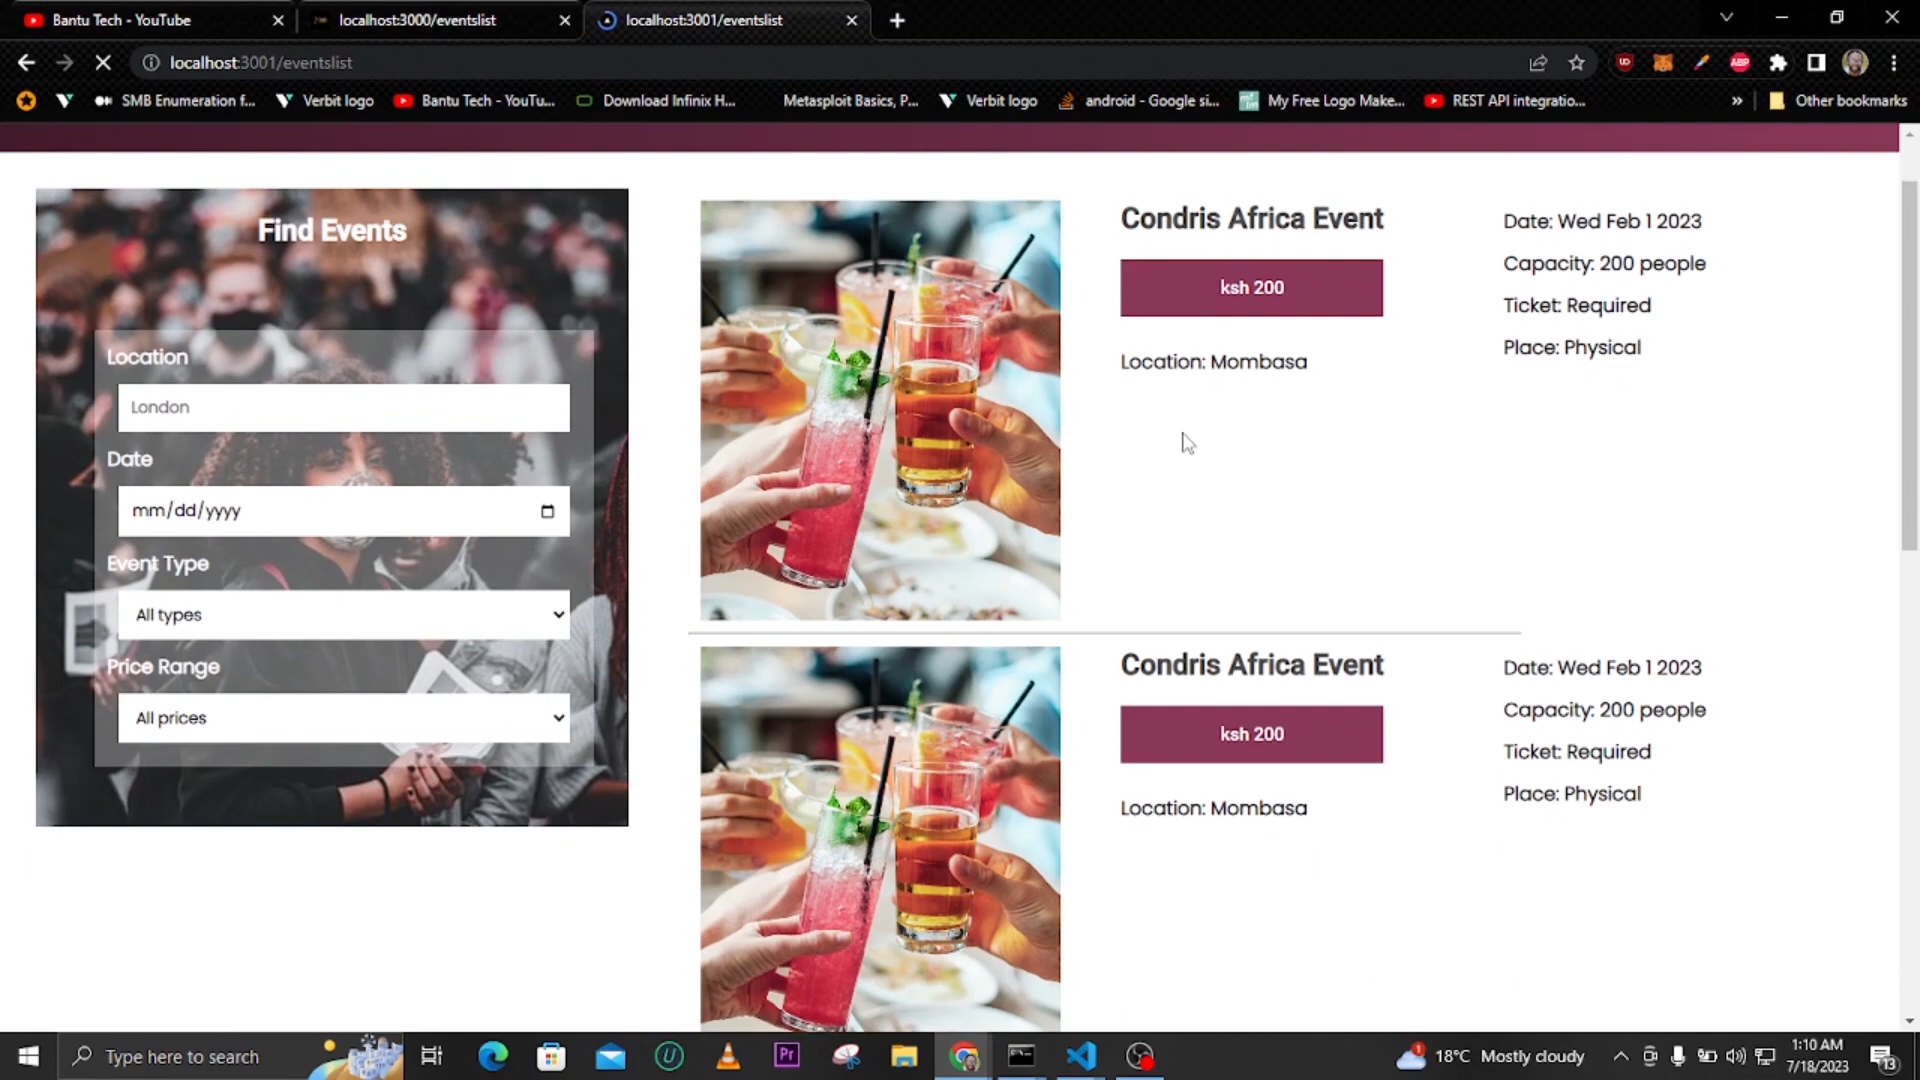 Bantu Tech - YouTube
localhost:3000/eventslist
localhost:3001/eventslist
localhost:3001/eventslist
SMB Enumeration f...
Verbit logo
Bantu Tech - YouTu...
Download Infinix H...
Metasploit Basics, P...
Verbit logo
android - Google si...
My Free Logo Make...
REST API integratio...
»
Other bookmarks
Find Events
Location
London
Date
mm/dd/yyyy
Event Type
All types
Price Range
All prices
Condris Africa Event
ksh 200
Location: Mombasa
Date: Wed Feb 1 2023
Capacity: 200 people
Ticket: Required
Place: Physical
Condris Africa Event
ksh 200
Location: Mombasa
Date: Wed Feb 1 2023
Capacity: 200 people
Ticket: Required
Place: Physical
Type here to search
Pr
1
18°C Mostly cloudy
1:10 AM
7/18/2023
13